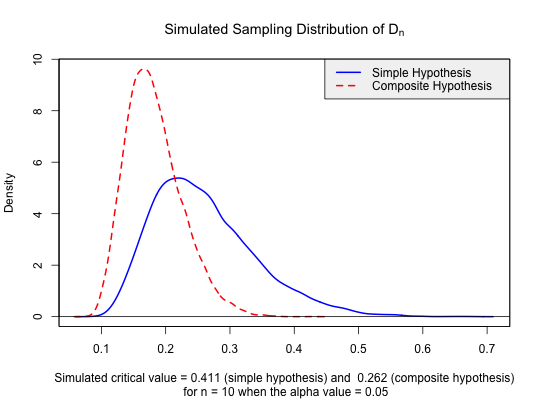 Simulated Sampling Distribution of Dn
Simple Hypothesis
Composite Hypothesis
Density
10
8
6
4
2
0
0.1 0.2 0.3 0.4 0.5 0.6 0.7
Simulated critical value = 0.411 (simple hypothesis) and 0.262 (composite hypothesis)
for n = 10 when the alpha value = 0.05